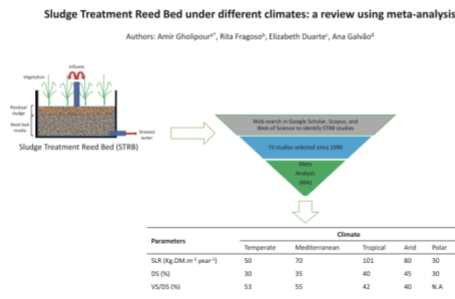 Sludge Treatment Reed Bed under different climates: a review using meta-analysis
Authors: Amir Gholipourᵃ*, Rita Fragosoᵇ, Elizabeth Duarteᶜ, Ana Galvãoᵈ
Influent
Vegetation
Residual
sludge
Reed bed
media
Drained
water
Sludge Treatment Reed Bed (STRB)
Web search in Google Scholar, Scopus, and
Web of Science to identify STRB studies
73 studies selected since 1990
Meta
Analysis
(MA)
Climate
Parameters
Temperate Mediterranean Tropical Arid Polar
SLR (Kg.DM.m⁻².year⁻¹) 50 70 101 80 30
DS (%) 30 35 40 45 30
VS/DS (%) 53 55 42 40 N.A